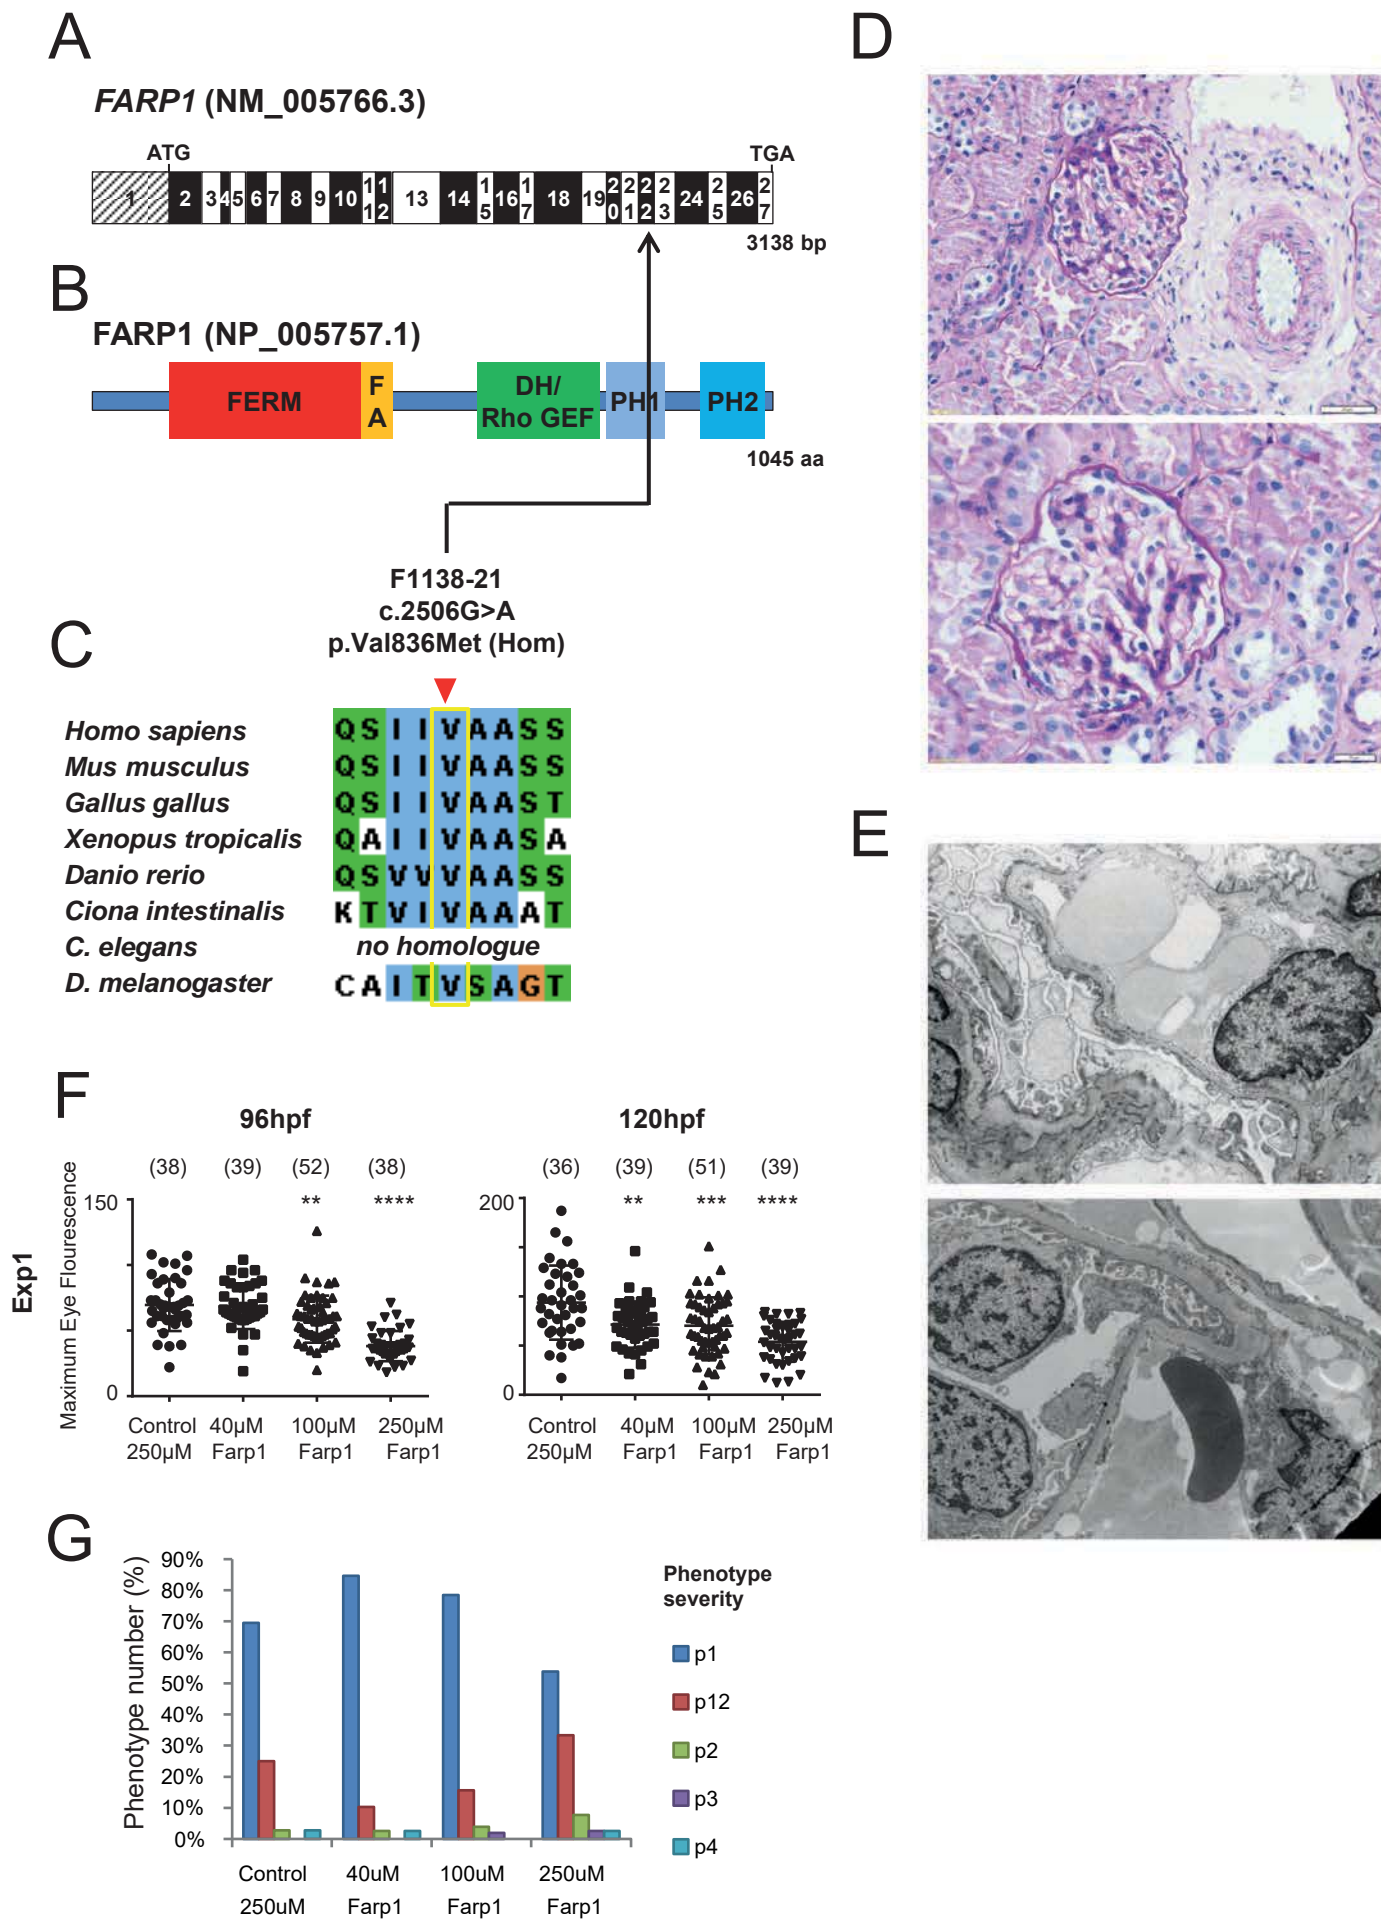 A
FARP1 (NM_005766.3)
ATG
TGA
1 2 3 4 5 6 7 8 9 10 11 12 13 14 15 16 17 18 19 20 21 22 23 24 25 26 27
3138 bp
B
FARP1 (NP_005757.1)
FERM
FA
DH/
Rho GEF
PH1
PH2
1045 aa
F1138-21
c.2506G>A
p.Val836Met (Hom)
C
Homo sapiens QSIIVAASS
Mus musculus QSIIVAASS
Gallus gallus QSIIVAAST
Xenopus tropicalis QAIIVAASA
Danio rerio QSVVVAASS
Ciona intestinalis KTVIVAAAT
C. elegans no homologue
D. melanogaster CAITVSAGT
D
E
F
96hpf
120hpf
(38) (39) (52) (38)
** ****
(36) (39) (51) (39)
** *** ****
Exp1
Maximum Eye Flourescence
150
0
200
0
Control 40µM 100µM 250µM
250µM Farp1 Farp1 Farp1
Control 40µM 100µM 250µM
250µM Farp1 Farp1 Farp1
G
Phenotype number (%)
90%
80%
70%
60%
50%
40%
30%
20%
10%
0%
Control 40uM 100uM 250uM
250uM Farp1 Farp1 Farp1
Phenotype
severity
p1
p12
p2
p3
p4